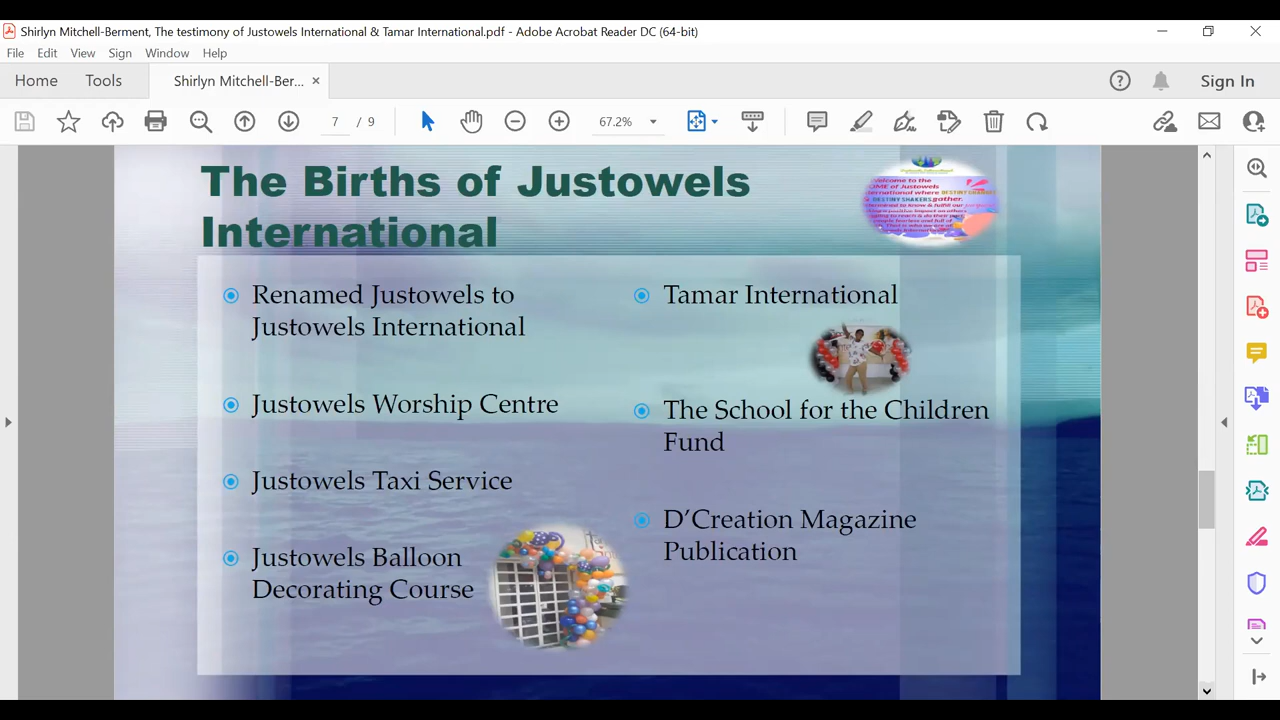 Shirlyn Mitchell-Berment, The testimony of Justowels International & Tamar International.pdf - Adobe Acrobat Reader DC (64-bit)
File Edit View Sign Window Help
Home Tools Shirlyn Mitchell-Ber... Sign In
7 / 9 67.2%
The Births of Justowels
International
Renamed Justowels to
Justowels International
Justowels Worship Centre
Justowels Taxi Service
Justowels Balloon
Decorating Course
Tamar International
The School for the Children
Fund
D’Creation Magazine
Publication